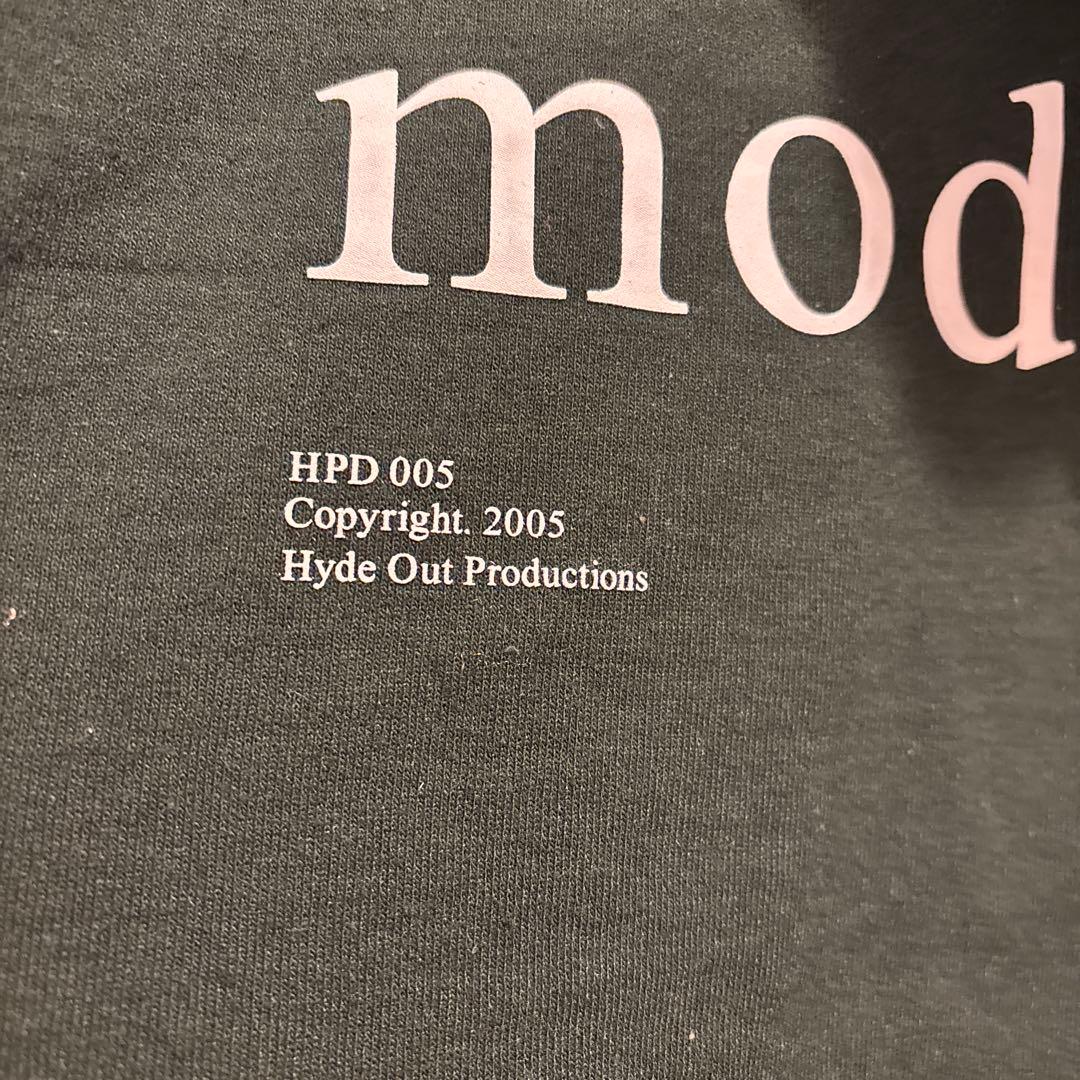 mod
HPD 005
Copyright. 2005
Hyde Out Productions